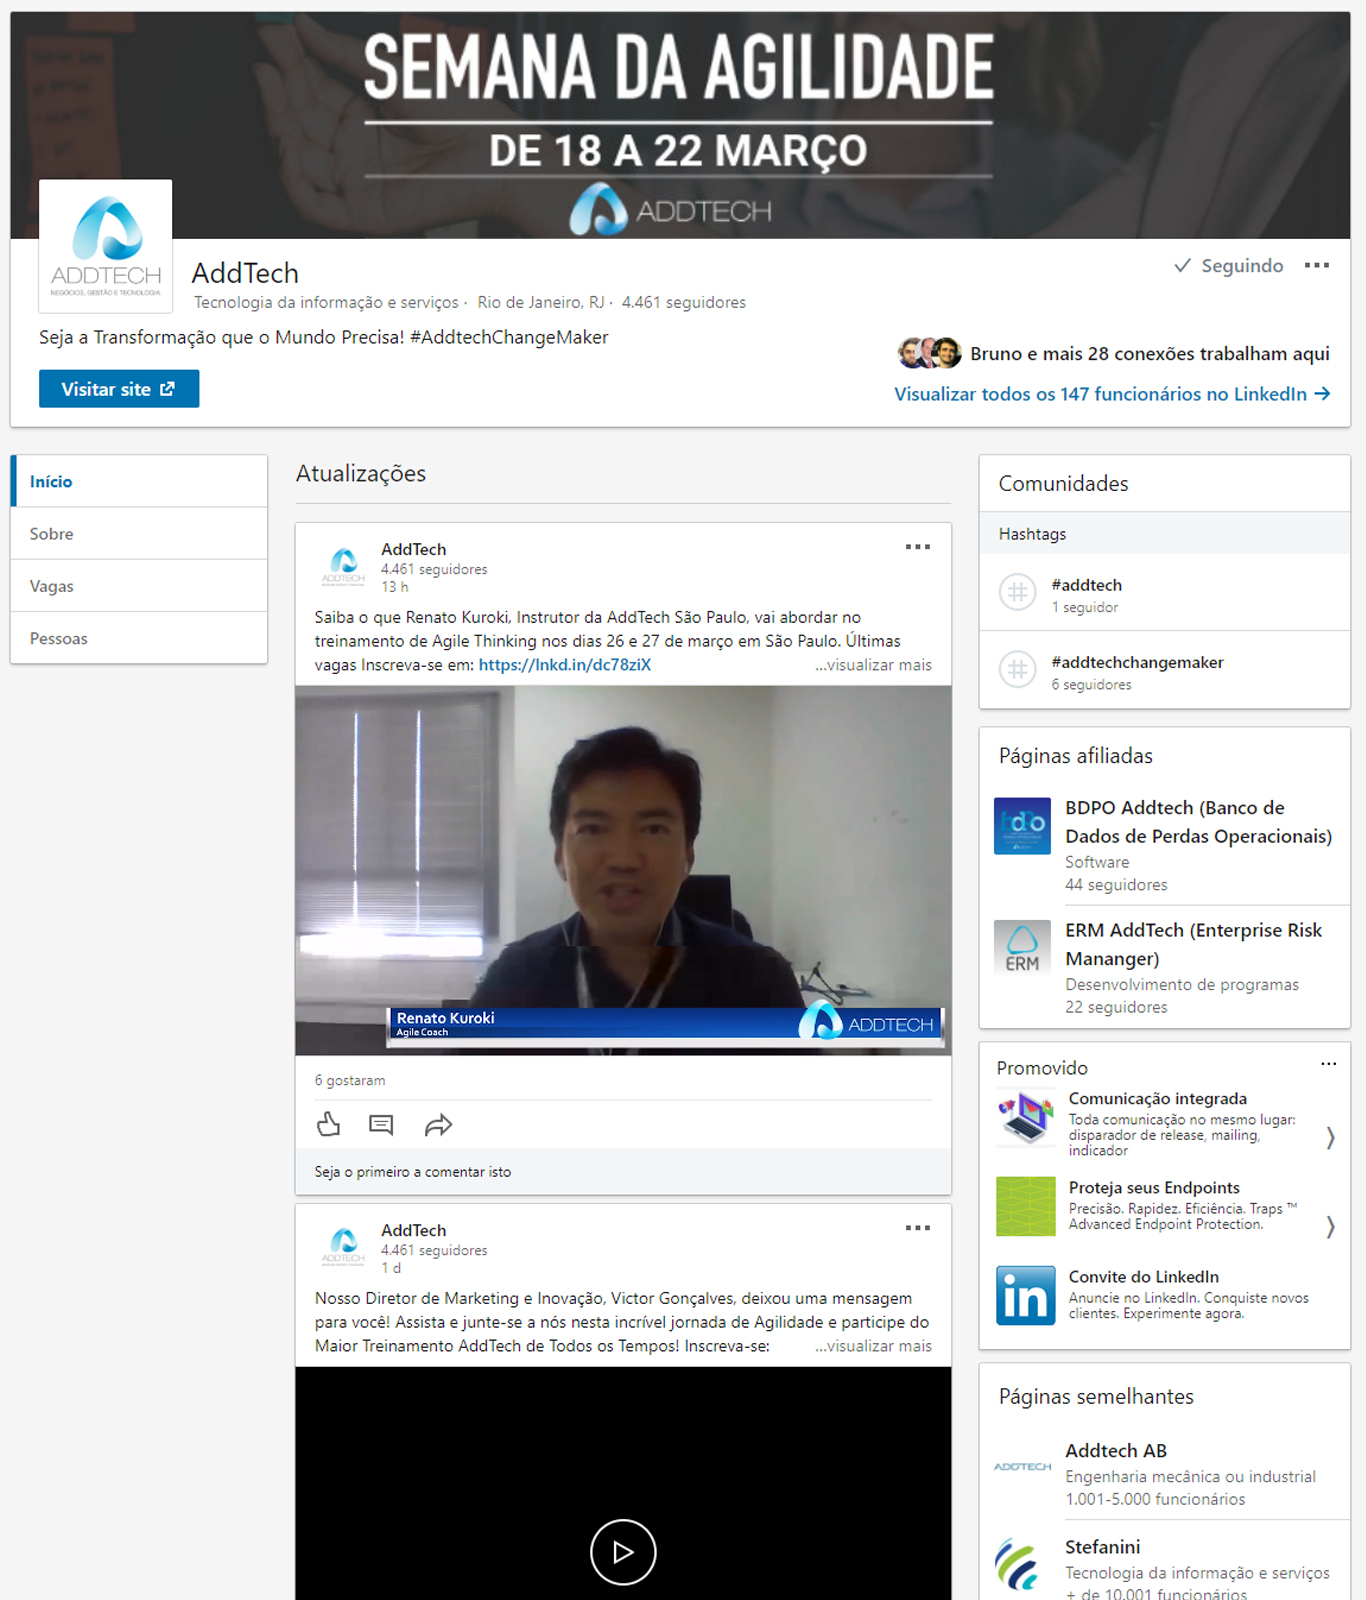 SEMANA DA AGILIDADE
DE 18 A 22 MARÇO
ADDTECH
ADDTECH
NEGÓCIOS, GESTÃO E TECNOLOGIA
AddTech
Tecnologia da informação e serviços · Rio de Janeiro, RJ · 4.461 seguidores
Seguindo
Seja a Transformação que o Mundo Precisa! #AddtechChangeMaker
Visitar site
Bruno e mais 28 conexões trabalham aqui
Visualizar todos os 147 funcionários no LinkedIn
Início
Sobre
Vagas
Pessoas
Atualizações
AddTech
4.461 seguidores
13 h
ADDTECH
Saiba o que Renato Kuroki, Instrutor da AddTech São Paulo, vai abordar no
treinamento de Agile Thinking nos dias 26 e 27 de março em São Paulo. Últimas
vagas Inscreva-se em: https://lnkd.in/dc78ziX ...visualizar mais
Renato Kuroki
Agile Coach
ADDTECH
6 gostaram
Seja o primeiro a comentar isto
AddTech
4.461 seguidores
1 d
ADDTECH
Nosso Diretor de Marketing e Inovação, Victor Gonçalves, deixou uma mensagem
para você! Assista e junte-se a nós nesta incrível jornada de Agilidade e participe do
Maior Treinamento AddTech de Todos os Tempos! Inscreva-se: ...visualizar mais
Comunidades
Hashtags
#addtech
1 seguidor
#addtechchangemaker
6 seguidores
Páginas afiliadas
bdPo
BDPO Addtech (Banco de
Dados de Perdas Operacionais)
Software
44 seguidores
ERM
ERM AddTech (Enterprise Risk
Mananger)
Desenvolvimento de programas
22 seguidores
Promovido
Comunicação integrada
Toda comunicação no mesmo lugar:
disparador de release, mailing,
indicador
Proteja seus Endpoints
Precisão. Rapidez. Eficiência. Traps ™
Advanced Endpoint Protection.
in
Convite do LinkedIn
Anuncie no LinkedIn. Conquiste novos
clientes. Experimente agora.
Páginas semelhantes
ADDTECH
Addtech AB
Engenharia mecânica ou industrial
1.001-5.000 funcionários
Stefanini
Tecnologia da informação e serviços
+ de 10.001 funcionários